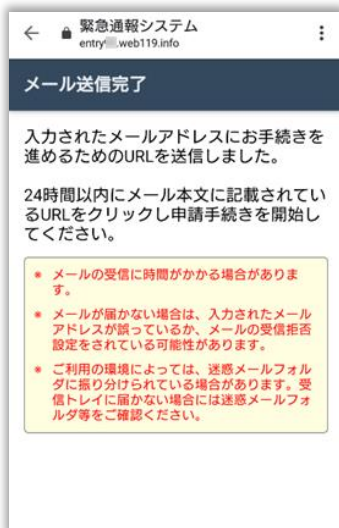 緊急通報システム
entry .web119.info
メール送信完了
入力されたメールアドレスにお手続きを
進めるためのURLを送信しました。
24時間以内にメール本文に記載されてい
るURLをクリックし申請手続きを開始し
てください。
※ メールの受信に時間がかかる場合がありま
す。
※ メールが届かない場合は、入力されたメール
アドレスが誤っているか、メールの受信拒否
設定をされている可能性があります。
※ ご利用の環境によっては、迷惑メールフォル
ダに振り分けられている場合があります。受
信トレイに届かない場合には迷惑メールフォ
ルダ等をご確認ください。